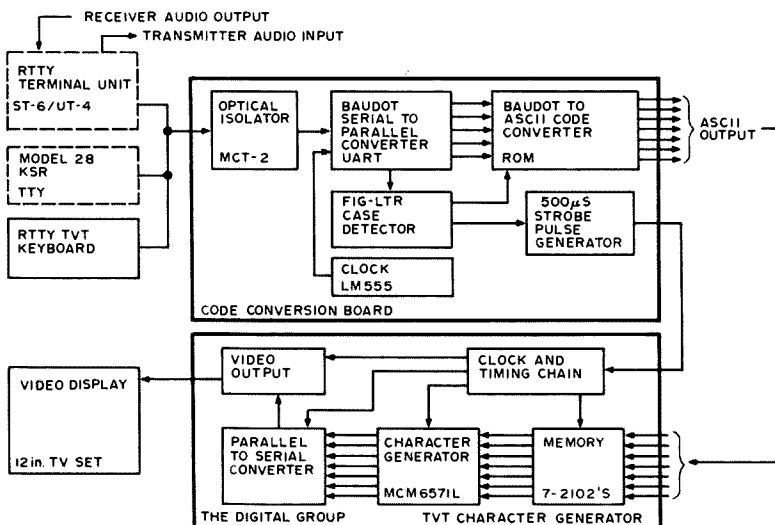 RECEIVER AUDIO OUTPUT
TRANSMITTER AUDIO INPUT
RTTY
TERMINAL UNIT
ST-6/UT-4
MODEL 28
KSR
TTY
RTTY TVT
KEYBOARD
OPTICAL
ISOLATOR
MCT-2
BAUDOT
SERIAL TO
PARALLEL
CONVERTER
UART
BAUDOT TO
ASCII CODE
CONVERTER
ROM
ASCII
OUTPUT
FIG-LTR
CASE
DETECTOR
500µS
STROBE
PULSE
GENERATOR
CLOCK
LM555
CODE CONVERSION BOARD
VIDEO DISPLAY
12in. TV SET
VIDEO
OUTPUT
CLOCK AND
TIMING CHAIN
PARALLEL
TO SERIAL
CONVERTER
CHARACTER
GENERATOR
MCM6571L
MEMORY
7-2102'S
THE DIGITAL GROUP
TVT CHARACTER GENERATOR